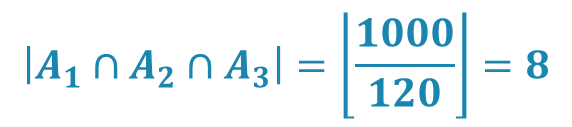 |A₁ ∩ A₂ ∩ A₃| = ⌊1000/120⌋ = 8